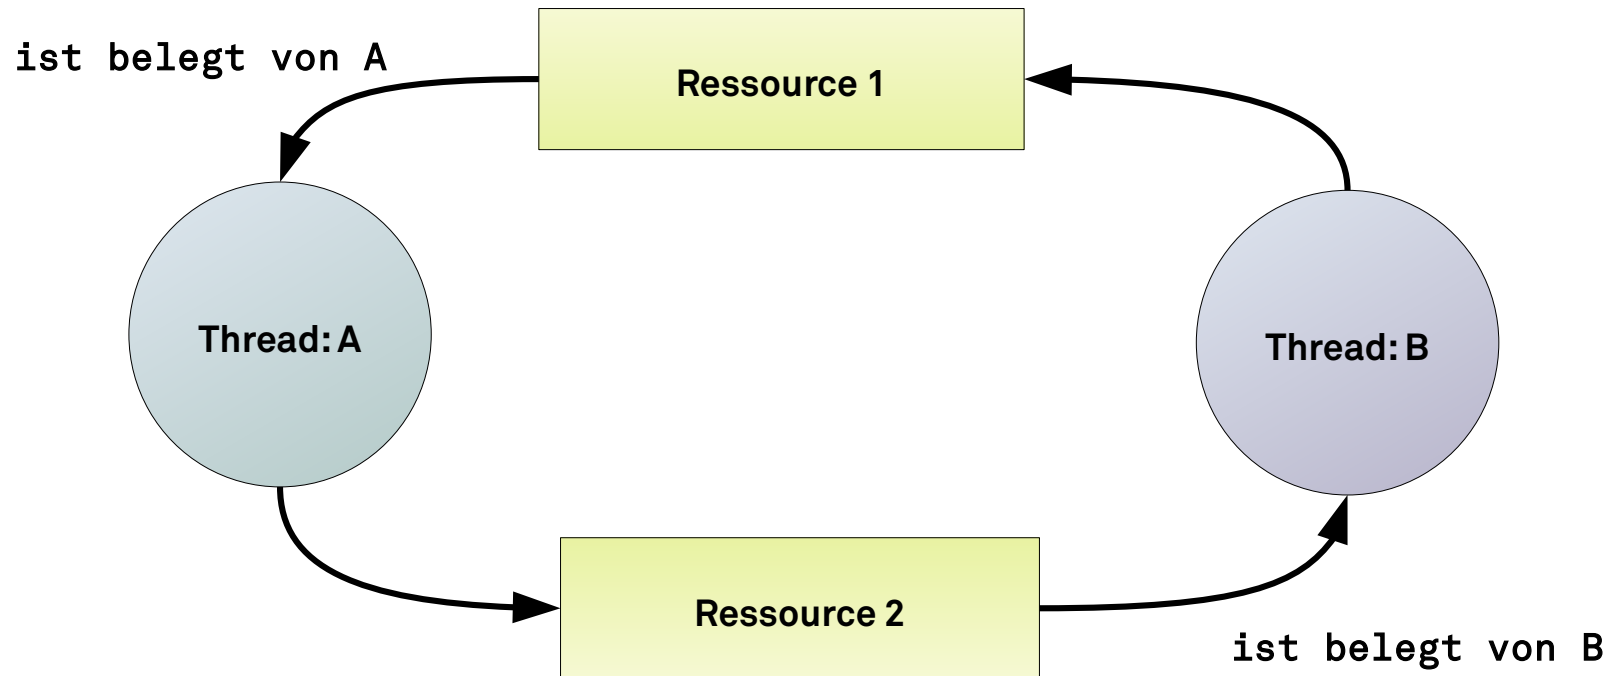 ist belegt von A
Ressource 1
Thread: A
Thread: B
Ressource 2
ist belegt von B